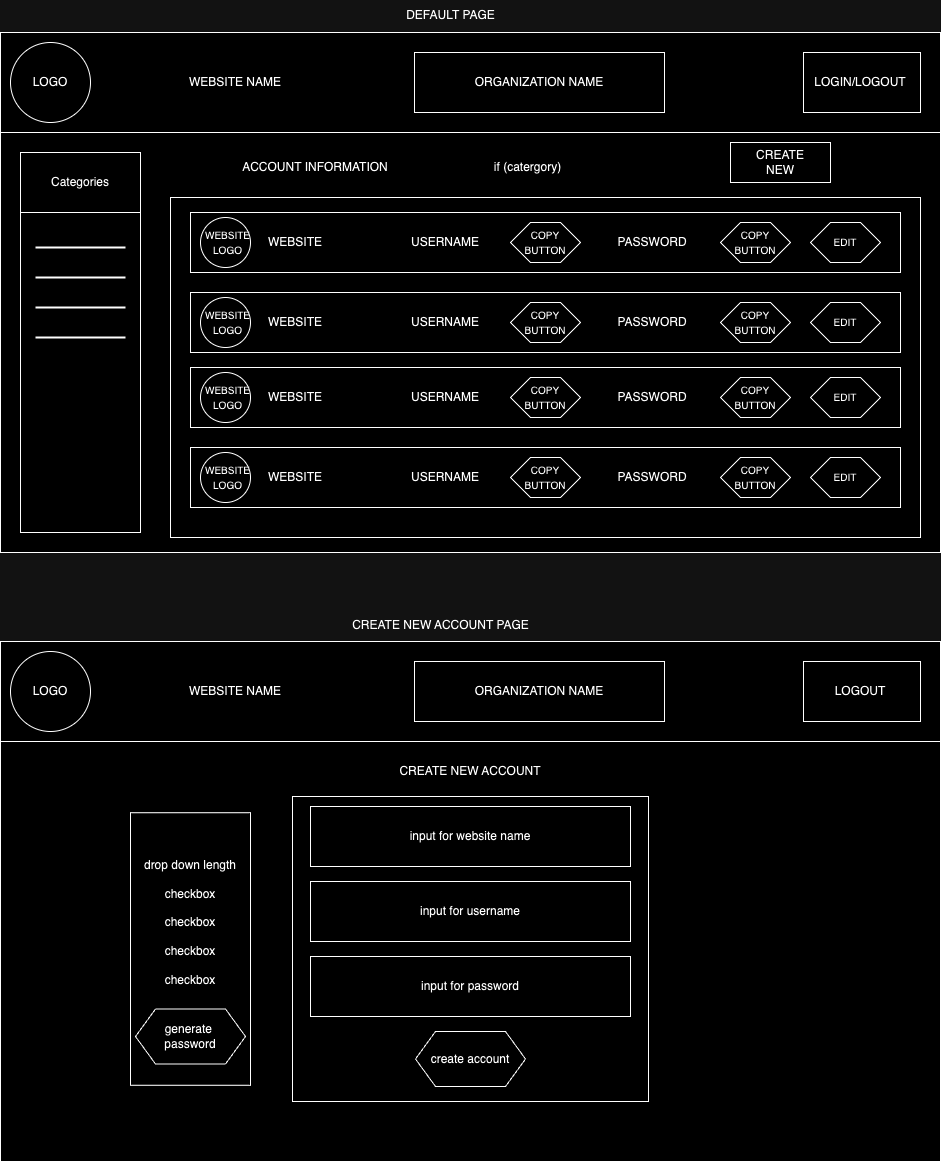 DEFAULT PAGE
LOGO
WEBSITE NAME
ORGANIZATION NAME
LOGIN/LOGOUT
Categories
ACCOUNT INFORMATION
if (catergory)
CREATE
NEW
WEBSITE
LOGO
WEBSITE
USERNAME
COPY
BUTTON
PASSWORD
COPY
BUTTON
EDIT
WEBSITE
LOGO
WEBSITE
USERNAME
COPY
BUTTON
PASSWORD
COPY
BUTTON
EDIT
WEBSITE
LOGO
WEBSITE
USERNAME
COPY
BUTTON
PASSWORD
COPY
BUTTON
EDIT
WEBSITE
LOGO
WEBSITE
USERNAME
COPY
BUTTON
PASSWORD
COPY
BUTTON
EDIT
CREATE NEW ACCOUNT PAGE
LOGO
WEBSITE NAME
ORGANIZATION NAME
LOGOUT
CREATE NEW ACCOUNT
drop down length
checkbox
checkbox
checkbox
checkbox
generate
password
input for website name
input for username
input for password
create account